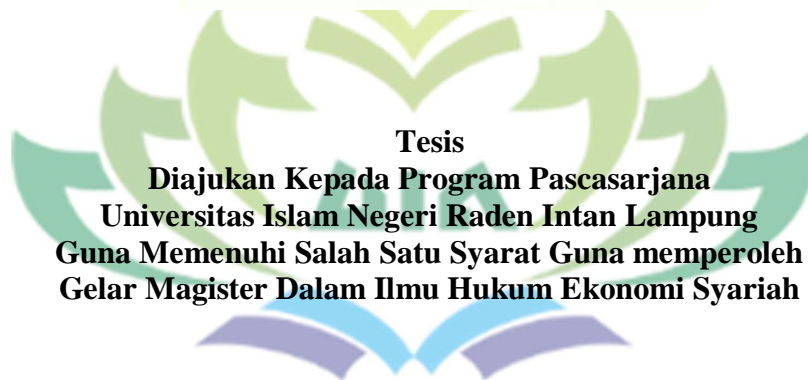 Tesis
Diajukan Kepada Program Pascasarjana
Universitas Islam Negeri Raden Intan Lampung
Guna Memenuhi Salah Satu Syarat Guna memperoleh
Gelar Magister Dalam Ilmu Hukum Ekonomi Syariah